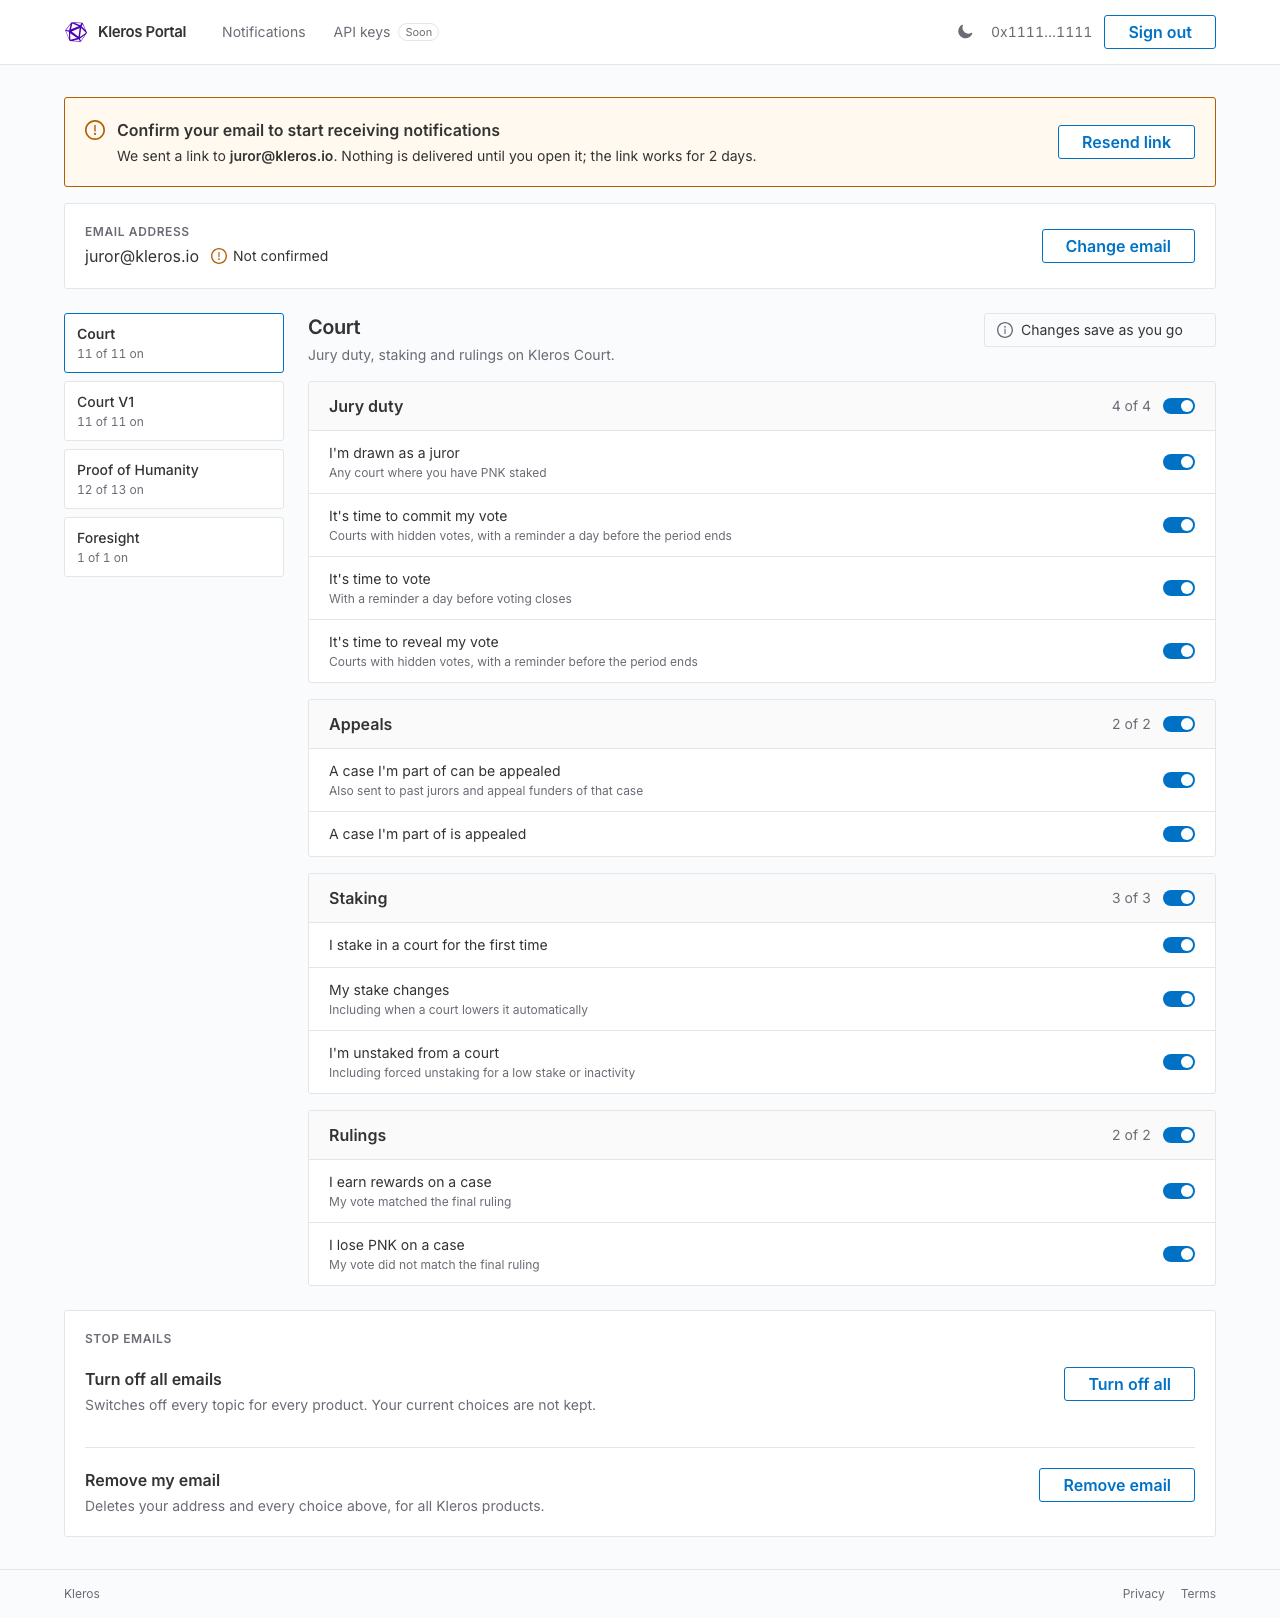 Kleros Portal
Notifications
API keys
Soon
0x1111...1111
Sign out
Confirm your email to start receiving notifications
We sent a link to juror@kleros.io. Nothing is delivered until you open it; the link works for 2 days.
Resend link
EMAIL ADDRESS
juror@kleros.io
Not confirmed
Change email
Court
11 of 11 on
Court V1
11 of 11 on
Proof of Humanity
12 of 13 on
Foresight
1 of 1 on
Court
Jury duty, staking and rulings on Kleros Court.
Changes save as you go
Jury duty
4 of 4
I'm drawn as a juror
Any court where you have PNK staked
It's time to commit my vote
Courts with hidden votes, with a reminder a day before the period ends
It's time to vote
With a reminder a day before voting closes
It's time to reveal my vote
Courts with hidden votes, with a reminder before the period ends
Appeals
2 of 2
A case I'm part of can be appealed
Also sent to past jurors and appeal funders of that case
A case I'm part of is appealed
Staking
3 of 3
I stake in a court for the first time
My stake changes
Including when a court lowers it automatically
I'm unstaked from a court
Including forced unstaking for a low stake or inactivity
Rulings
2 of 2
I earn rewards on a case
My vote matched the final ruling
I lose PNK on a case
My vote did not match the final ruling
STOP EMAILS
Turn off all emails
Switches off every topic for every product. Your current choices are not kept.
Turn off all
Remove my email
Deletes your address and every choice above, for all Kleros products.
Remove email
Kleros
Privacy
Terms